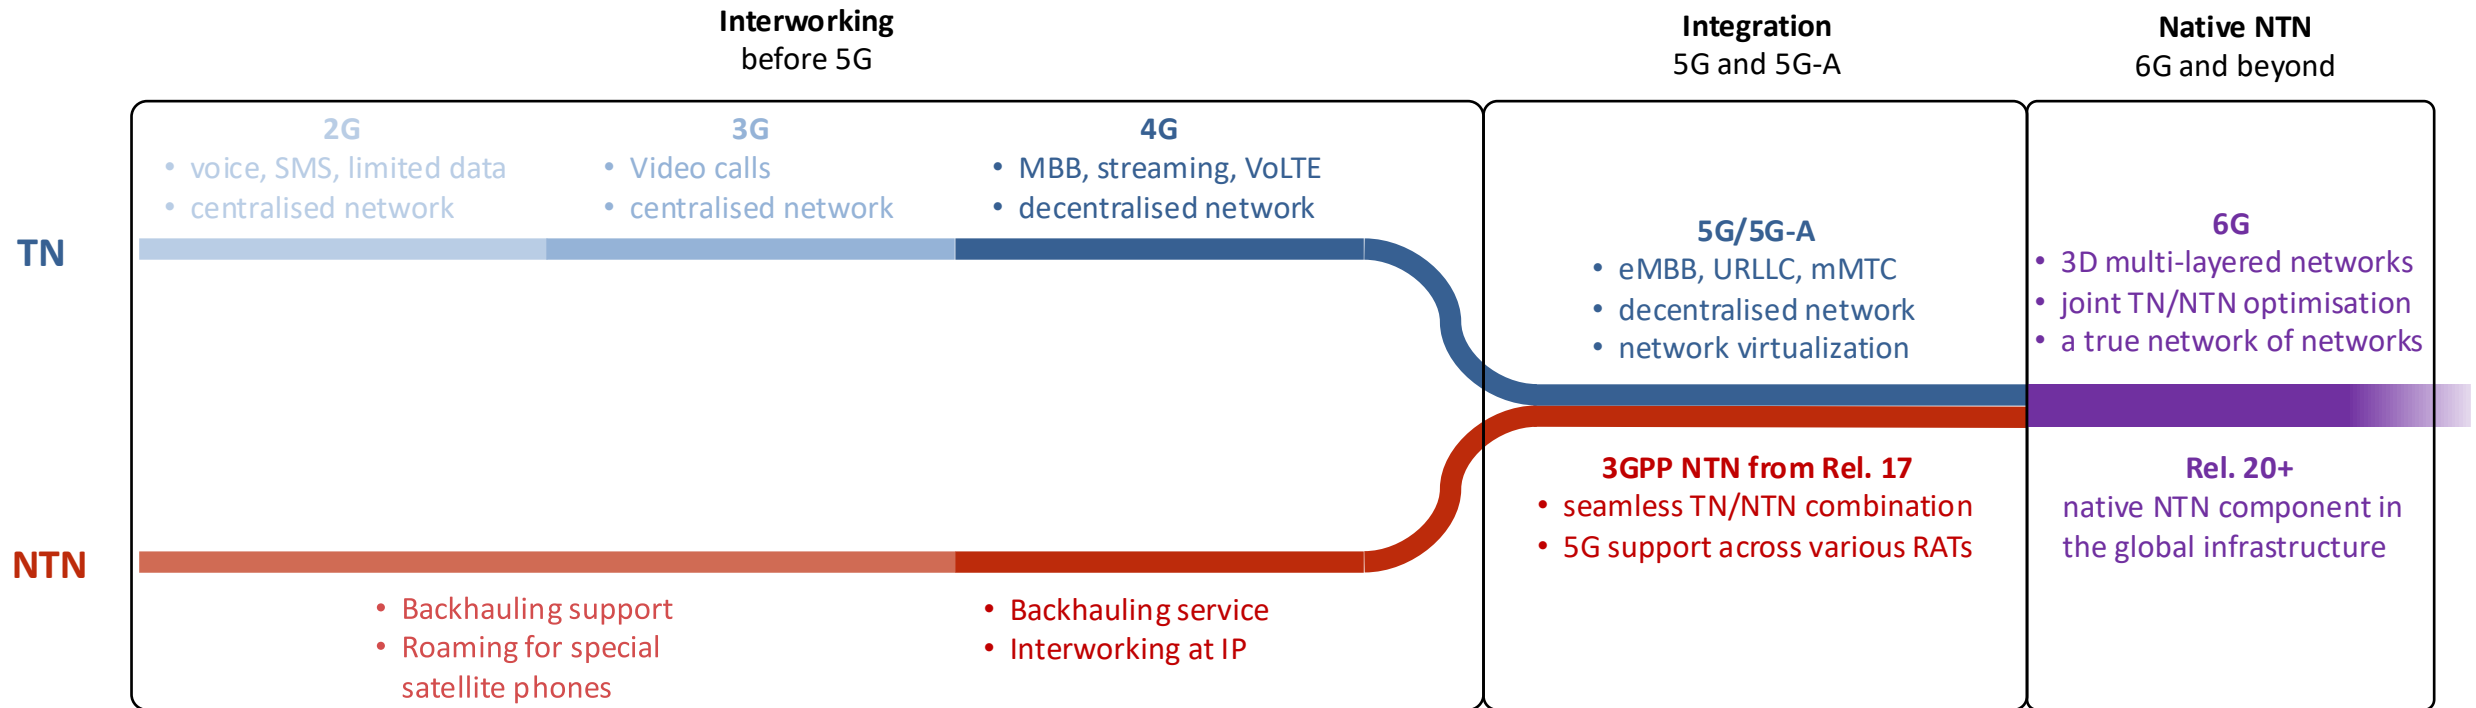 Interworking
before 5G
Integration
5G and 5G-A
Native NTN
6G and beyond
TN
2G
• voice, SMS, limited data
• centralised network
3G
• Video calls
• centralised network
4G
• MBB, streaming, VoLTE
• decentralised network
5G/5G-A
• eMBB, URLLC, mMTC
• decentralised network
• network virtualization
6G
• 3D multi-layered networks
• joint TN/NTN optimisation
• a true network of networks
NTN
• Backhauling support
• Roaming for special
satellite phones
• Backhauling service
• Interworking at IP
3GPP NTN from Rel. 17
• seamless TN/NTN combination
• 5G support across various RATs
Rel. 20+
native NTN component in
the global infrastructure